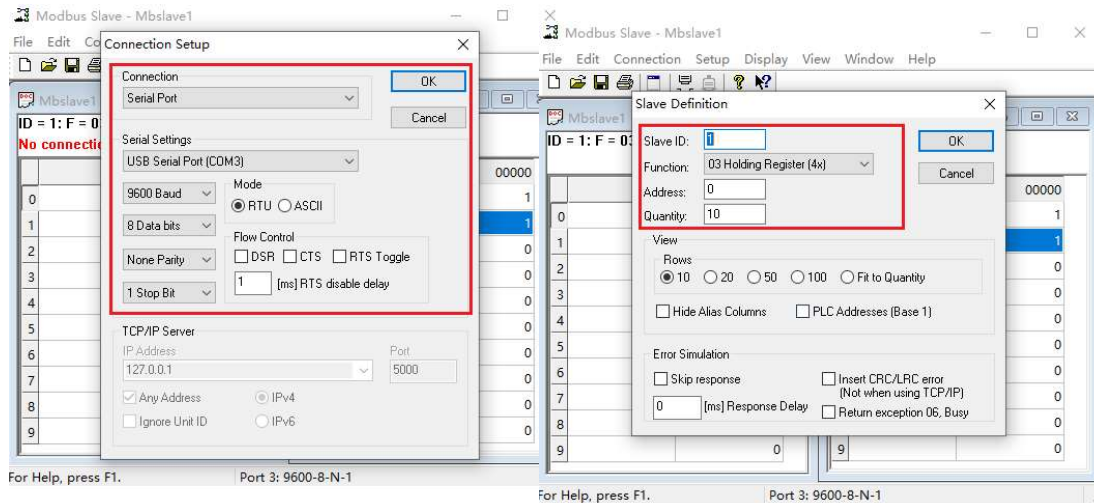 Modbus Slave - Mbslave1
File Edit Co
Connection Setup
Mbslave1
ID = 1: F = 0
No connecti
Connection
Serial Port
OK
Cancel
Serial Settings
USB Serial Port (COM3)
9600 Baud
8 Data bits
None Parity
1 Stop Bit
Mode
RTU ASCII
Flow Control
DSR CTS RTS Toggle
1 [ms] RTS disable delay
TCP/IP Server
IP Address Port
127.0.0.1 5000
Any Address IPv4
Ignore Unit ID IPv6
00000
0 1
1 1
2 0
3 0
4 0
5 0
6 0
7 0
8 0
9 0
For Help, press F1. Port 3: 9600-8-N-1
Modbus Slave - Mbslave1
File Edit Connection Setup Display View Window Help
Mbslave1
ID = 1: F = 03
Slave Definition
Slave ID: 1
OK
Function: 03 Holding Register (4x)
Cancel
Address: 0
Quantity: 10
View
Rows
10 20 50 100 Fit to Quantity
Hide Alias Columns PLC Addresses (Base 1)
Error Simulation
Skip response
Insert CRC/LRC error
(Not when using TCP/IP)
0 [ms] Response Delay
Return exception 06, Busy
00000
0 1
1 1
2 0
3 0
4 0
5 0
6 0
7 0
8 0
9 0 9 0
For Help, press F1. Port 3: 9600-8-N-1